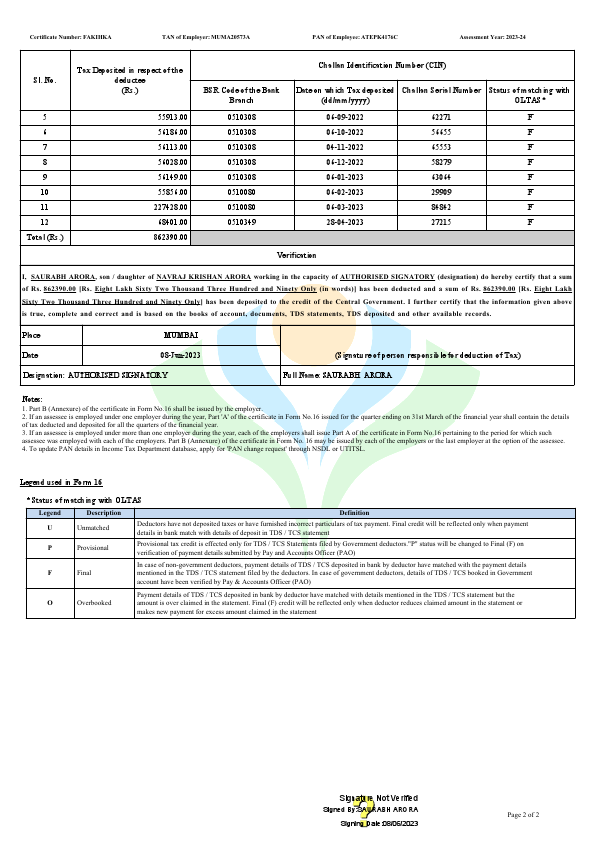 Certificate Number: FAKIHKA TAN of Employer: MUMA20573A PAN of Employee: ATEPK4176C Assessment Year: 2023-24
Sl. No. Tax Deposited in respect of the deductee (Rs.) Challan Identification Number (CIN)
BSR Code of the Bank Branch Date on which Tax deposited (dd/mm/yyyy) Challan Serial Number Status of matching with OLTAS*
5 55913.00 0510308 06-09-2022 62271 F
6 56186.00 0510308 06-10-2022 56455 F
7 56113.00 0510308 04-11-2022 65553 F
8 56028.00 0510308 06-12-2022 58279 F
9 56149.00 0510308 06-01-2023 63064 F
10 55856.00 0510080 06-02-2023 29909 F
11 227428.00 0510080 06-03-2023 84842 F
12 68401.00 0510349 28-04-2023 27215 F
Total (Rs.) 862390.00
Verification
I, SAURABH ARORA, son / daughter of NAVRAJ KRISHAN ARORA working in the capacity of AUTHORISED SIGNATORY (designation) do hereby certify that a sum
of Rs. 862390.00 [Rs. Eight Lakh Sixty Two Thousand Three Hundred and Ninety Only (in words)] has been deducted and a sum of Rs. 862390.00 [Rs. Eight Lakh
Sixty Two Thousand Three Hundred and Ninety Only] has been deposited to the credit of the Central Government. I further certify that the information given above
is true, complete and correct and is based on the books of account, documents, TDS statements, TDS deposited and other available records.
Place MUMBAI
Date 08-Jun-2023 (Signature of person responsible for deduction of Tax)
Designation: AUTHORISED SIGNATORY Full Name: SAURABH ARORA
Notes:
1. Part B (Annexure) of the certificate in Form No.16 shall be issued by the employer.
2. If an assessee is employed under one employer during the year, Part 'A' of the certificate in Form No.16 issued for the quarter ending on 31st March of the financial year shall contain the details
of tax deducted and deposited for all the quarters of the financial year.
3. If an assessee is employed under more than one employer during the year, each of the employers shall issue Part A of the certificate in Form No.16 pertaining to the period for which such
assessee was employed with each of the employers. Part B (Annexure) of the certificate in Form No. 16 may be issued by each of the employers or the last employer at the option of the assessee.
4. To update PAN details in Income Tax Department database, apply for 'PAN change request' through NSDL or UTITSL.
Legend used in Form 16
*Status of matching with OLTAS
Legend Description Definition
U Unmatched Deductors have not deposited taxes or have furnished incorrect particulars of tax payment. Final credit will be reflected only when payment
details in bank match with details of deposit in TDS / TCS statement
P Provisional Provisional tax credit is effected only for TDS / TCS Statements filed by Government deductors."P" status will be changed to Final (F) on
verification of payment details submitted by Pay and Accounts Officer (PAO)
F Final In case of non-government deductors, payment details of TDS / TCS deposited in bank by deductor have matched with the payment details
mentioned in the TDS / TCS statement filed by the deductors. In case of government deductors, details of TDS / TCS booked in Government
account have been verified by Pay & Accounts Officer (PAO)
O Overbooked Payment details of TDS / TCS deposited in bank by deductor have matched with details mentioned in the TDS / TCS statement but the
amount is over claimed in the statement. Final (F) credit will be reflected only when deductor reduces claimed amount in the statement or
makes new payment for excess amount claimed in the statement
Signature Not Verified
Signed By:SAURABH ARORA
Signing Date:08/06/2023
?
Page 2 of 2